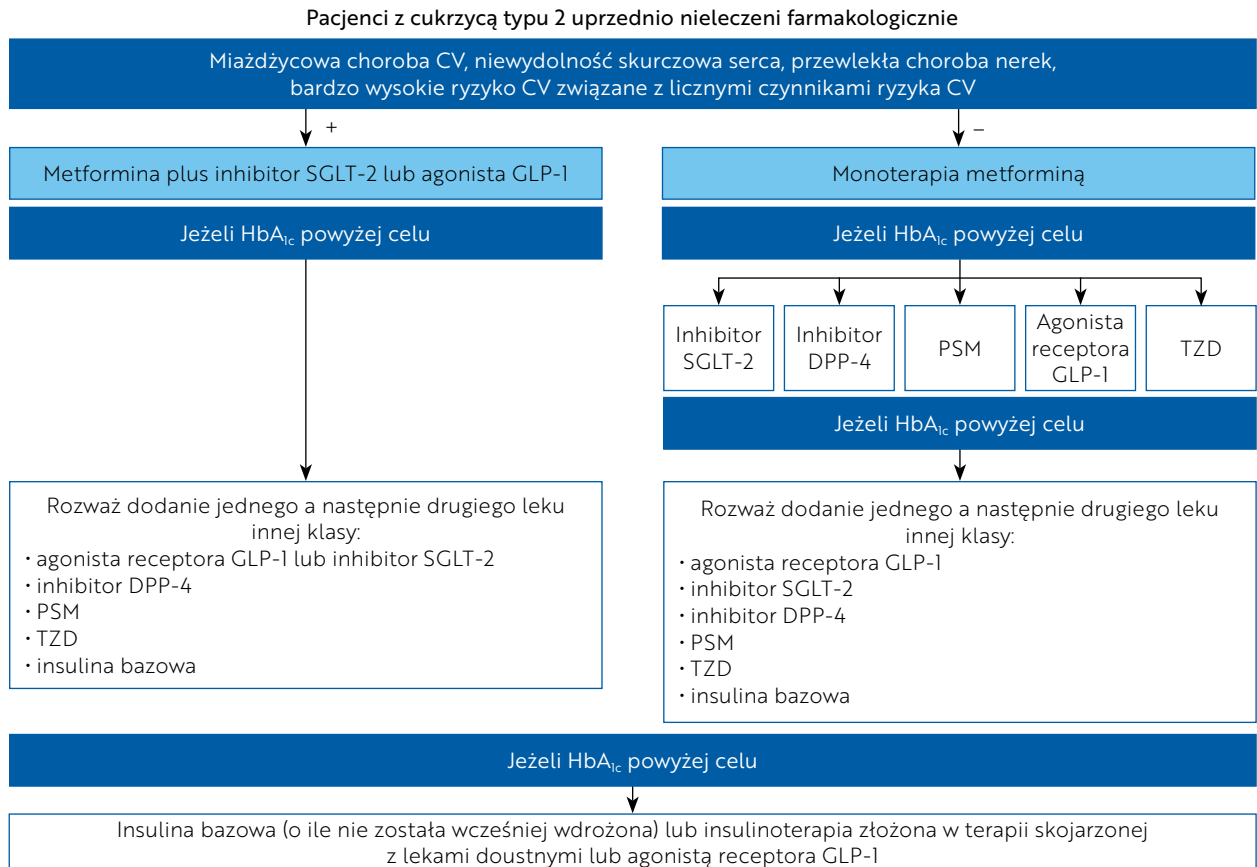 Pacjenci z cukrzycą typu 2 uprzednio nieleczeni farmakologicznie
Miażdżycowa choroba CV, niewydolność skurczowa serca, przewlekła choroba nerek,
bardzo wysokie ryzyko CV związane z licznymi czynnikami ryzyka CV
+
–
Metformina plus inhibitor SGLT-2 lub agonista GLP-1
Jeżeli HbA1c powyżej celu
Rozważ dodanie jednego a następnie drugiego leku
innej klasy:
• agonista receptora GLP-1 lub inhibitor SGLT-2
• inhibitor DPP-4
• PSM
• TZD
• insulina bazowa
Monoterapia metforminą
Jeżeli HbA1c powyżej celu
Inhibitor
SGLT-2
Inhibitor
DPP-4
PSM
Agonista
receptora
GLP-1
TZD
Jeżeli HbA1c powyżej celu
Rozważ dodanie jednego a następnie drugiego leku
innej klasy:
• agonista receptora GLP-1
• inhibitor SGLT-2
• inhibitor DPP-4
• PSM
• TZD
• insulina bazowa
Jeżeli HbA1c powyżej celu
Insulina bazowa (o ile nie została wcześniej wdrożona) lub insulinoterapia złożona w terapii skojarzonej
z lekami doustnymi lub agonistą receptora GLP-1